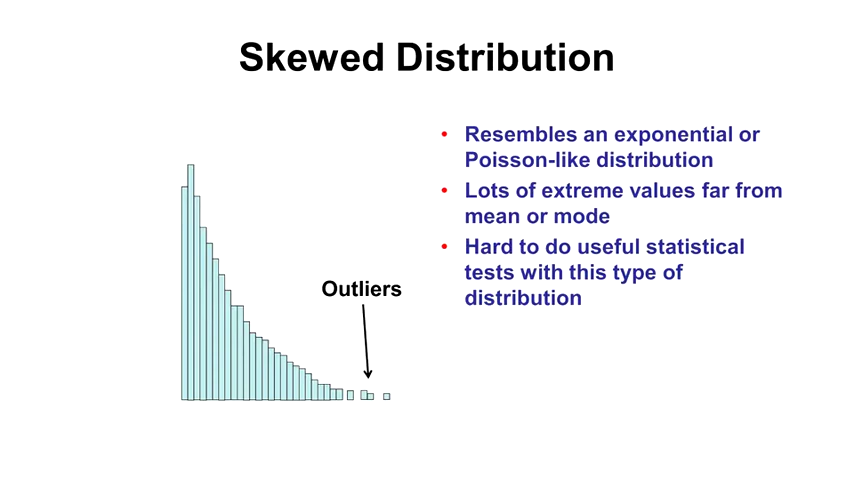 Skewed Distribution
• Resembles an exponential or
Poisson-like distribution
• Lots of extreme values far from
mean or mode
• Hard to do useful statistical
tests with this type of
distribution
Outliers